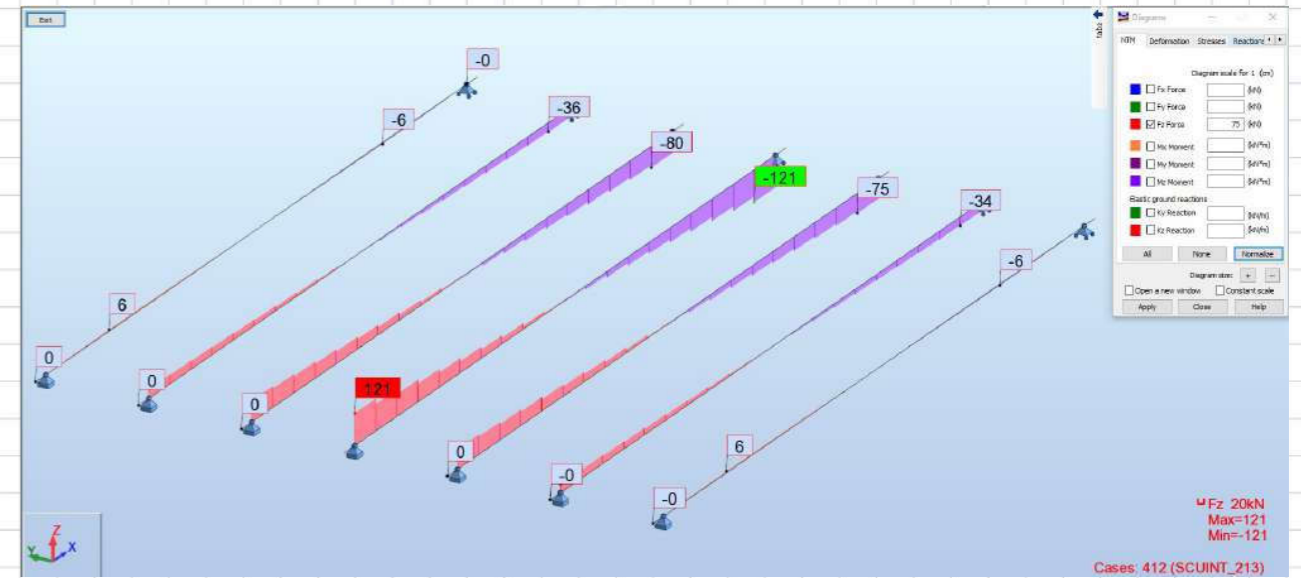 Exit
-0
-6
-36
-80
-121
-75
-34
-6
6
0
0
0
121
0
-0
6
-0
Z
Y
X
Fz 20kN
Max=121
Min=-121
Cases: 412 (SCUINT_213)
tabs
Diagrams
NTM Deformation Stresses Reactions
Diagram scale for 1 (cm)
Fx Force (kN)
Fy Force (kN)
Fz Force 75 (kN)
Mx Moment (kN*m)
My Moment (kN*m)
Mz Moment (kN*m)
Elastic ground reactions
Ky Reaction (kN/m)
Kz Reaction (kN/m)
All None Normalize
Diagram size: + -
Open a new window Constant scale
Apply Close Help